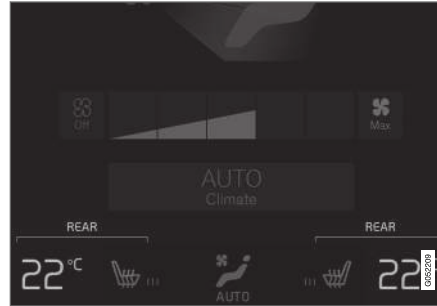 Off
Max
AUTO
Climate
REAR REAR
22°C 22
AUTO
G052209